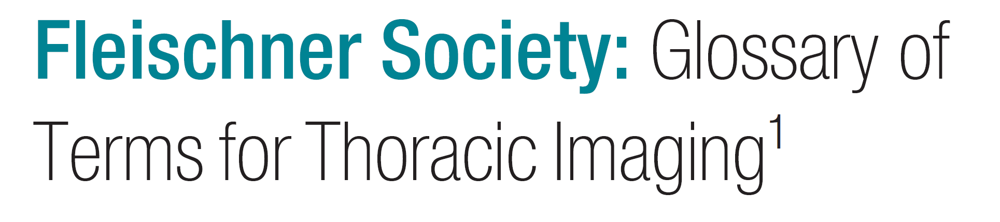 Fleischner Society: Glossary of
Terms for Thoracic Imaging¹